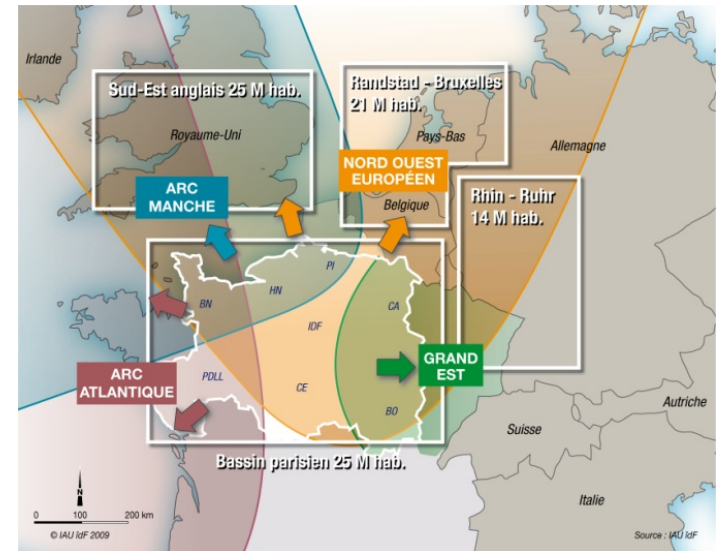 Irlande
Sud-Est anglais 25 M hab.
Royaume-Uni
Randstad - Bruxelles
21 M hab.
Pays-Bas
Allemagne
NORD OUEST
EUROPÉEN
ARC
MANCHE
Belgique
Rhin - Ruhr
14 M hab.
PI
HN
BN
CA
IDF
GRAND
EST
ARC
ATLANTIQUE
PDLL
CE
BO
Autriche
Suisse
Bassin parisien 25 M hab.
Italie
N
0 100 200 km
© IAU îdF 2009
Source : IAU îdF